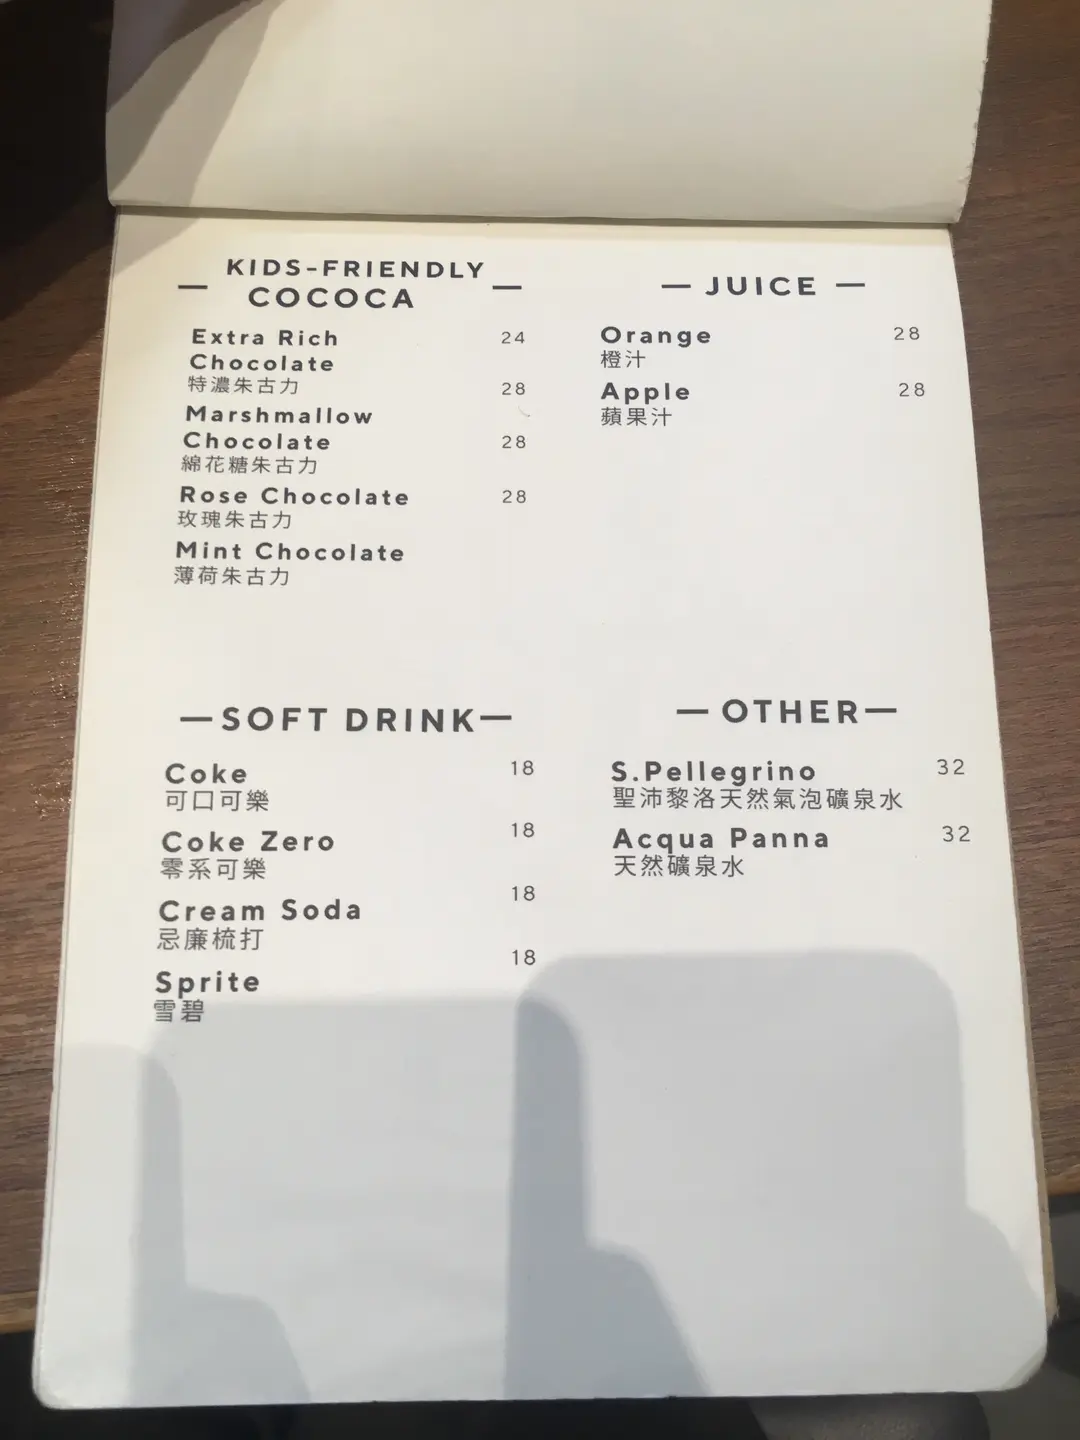 KIDS-FRIENDLY
COCOCA
Extra Rich 24
Chocolate
特濃朱古力
28
Marshmallow
Chocolate 28
綿花糖朱古力
Rose Chocolate 28
玫瑰朱古力
Mint Chocolate
薄荷朱古力
JUICE
Orange 28
橙汁
Apple 28
蘋果汁
SOFT DRINK
Coke 18
可口可樂
Coke Zero 18
零系可樂
Cream Soda 18
忌廉梳打
Sprite 18
雪碧
OTHER
S.Pellegrino 32
聖沛黎洛天然氣泡礦泉水
Acqua Panna 32
天然礦泉水